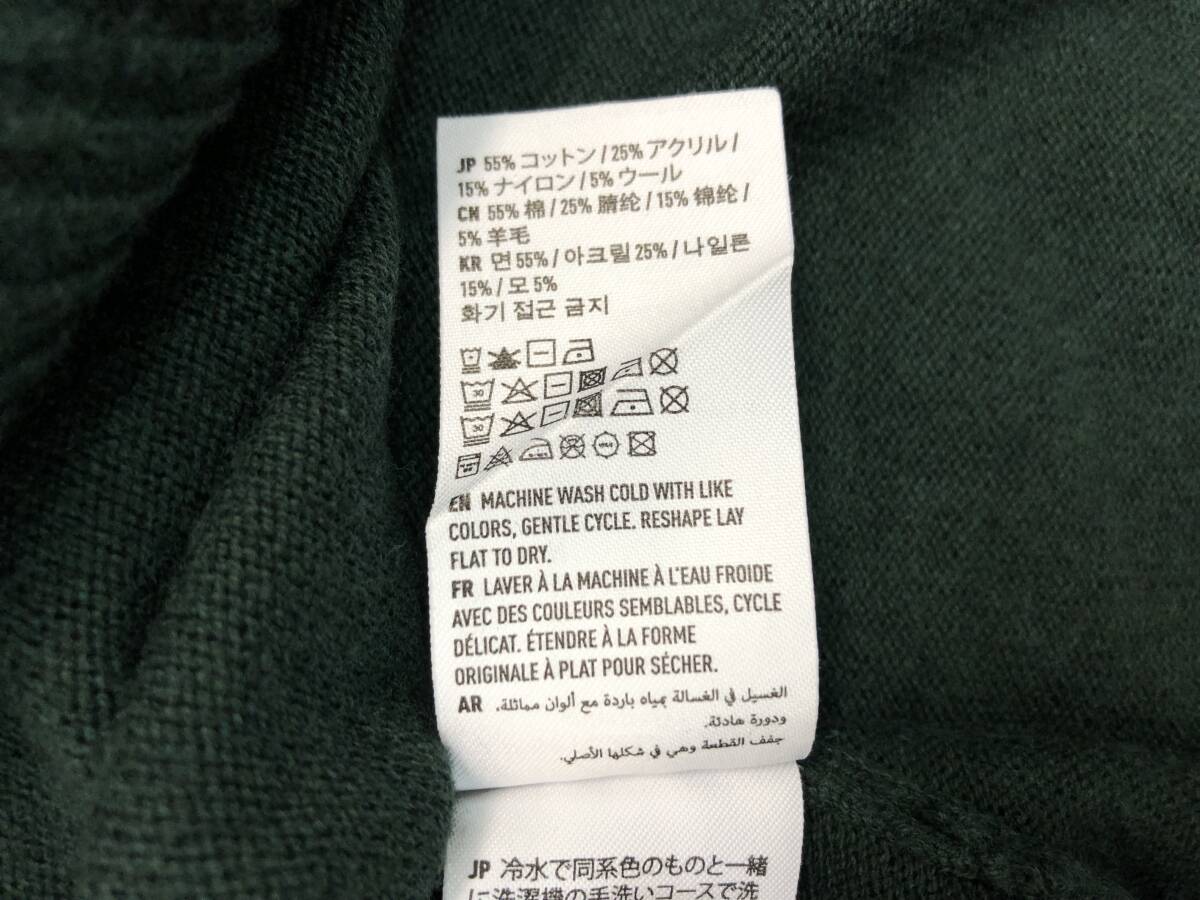 JP 55% コットン / 25% アクリル /
15% ナイロン / 5% ウール
CN 55% 棉 / 25% 腈纶 / 15% 锦纶 /
5% 羊毛
KR 면 55% / 아크릴 25% / 나일론
15% / 모 5%
화기 접근 금지
30
30
EN MACHINE WASH COLD WITH LIKE
COLORS, GENTLE CYCLE. RESHAPE LAY
FLAT TO DRY.
FR LAVER À LA MACHINE À L'EAU FROIDE
AVEC DES COULEURS SEMBLABLES, CYCLE
DÉLICAT. ÉTENDRE À LA FORME
ORIGINALE À PLAT POUR SÉCHER.
AR الغسيل في الغسالة بمياه باردة مع ألوان مماثلة،
ودورة هادئة.
جفف القطعة وهي في شكلها الأصلي.
JP 冷水で同系色のものと一緒
に洗濯機の手洗いコースで洗